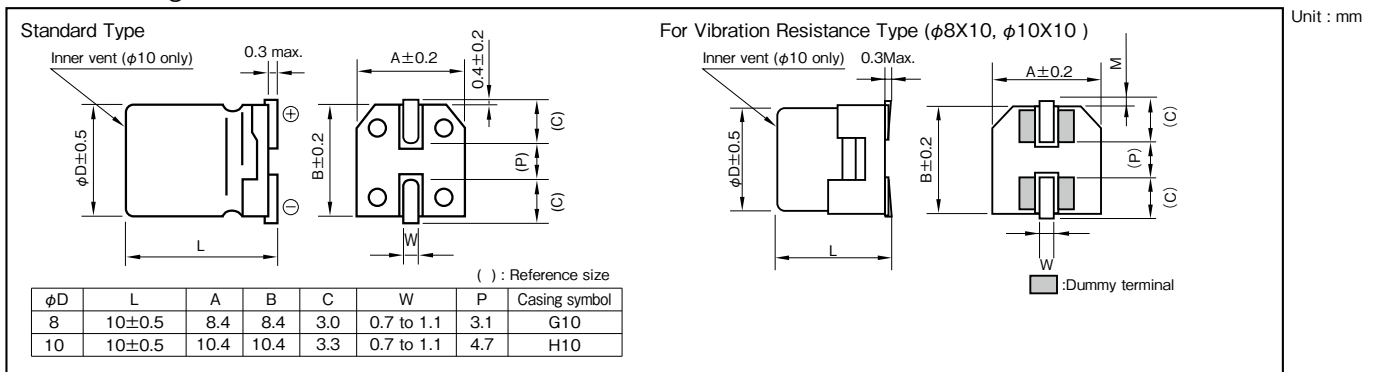 Unit : mm
Standard Type
Inner vent (φ10 only)
0.3 max.
A±0.2
0.4±0.2
φD±0.5
B±0.2
(C)
(P)
(C)
L
W
⊕
⊖
( ) : Reference size
φD L A B C W P Casing symbol
8 10±0.5 8.4 8.4 3.0 0.7 to 1.1 3.1 G10
10 10±0.5 10.4 10.4 3.3 0.7 to 1.1 4.7 H10
For Vibration Resistance Type (φ8X10, φ10X10 )
Inner vent (φ10 only)
0.3Max.
A±0.2
M
φD±0.5
B±0.2
(C)
(P)
(C)
L
W
:Dummy terminal